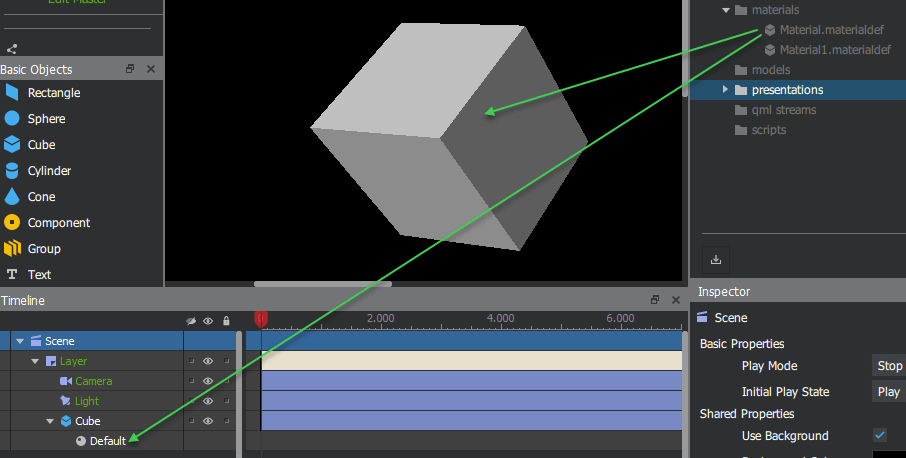 Edit Master
Basic Objects
Rectangle
Sphere
Cube
Cylinder
Cone
Component
Group
Text
materials
Material.materialdef
Material1.materialdef
models
presentations
qml streams
scripts
Timeline
2.000
4.000
6.000
Scene
Layer
Camera
Light
Cube
Default
Inspector
Scene
Basic Properties
Play Mode
Stop
Initial Play State
Play
Shared Properties
Use Background